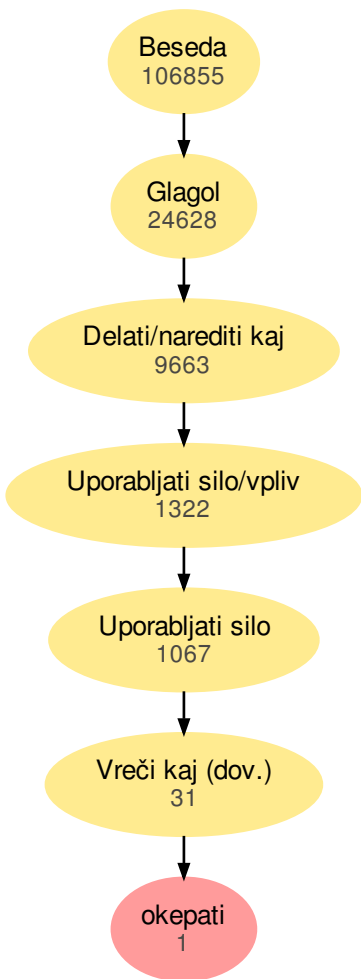 Beseda
106855
Glagol
24628
Delati/narediti kaj
9663
Uporabljati silo/vpliv
1322
Uporabljati silo
1067
Vreči kaj (dov.)
31
okepati
1